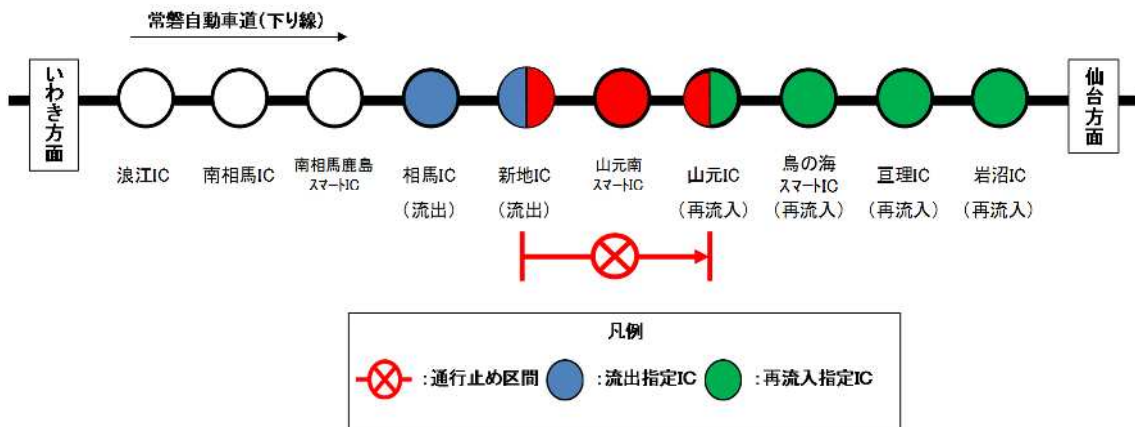 常磐自動車道(下り線)
いわき方面
仙台方面
浪江IC
南相馬IC
南相馬鹿島
スマートIC
相馬IC
(流出)
新地IC
(流出)
山元南
スマートIC
山元IC
(再流入)
鳥の海
スマートIC
(再流入)
亘理IC
(再流入)
岩沼IC
(再流入)
凡例
:通行止め区間
:流出指定IC
:再流入指定IC